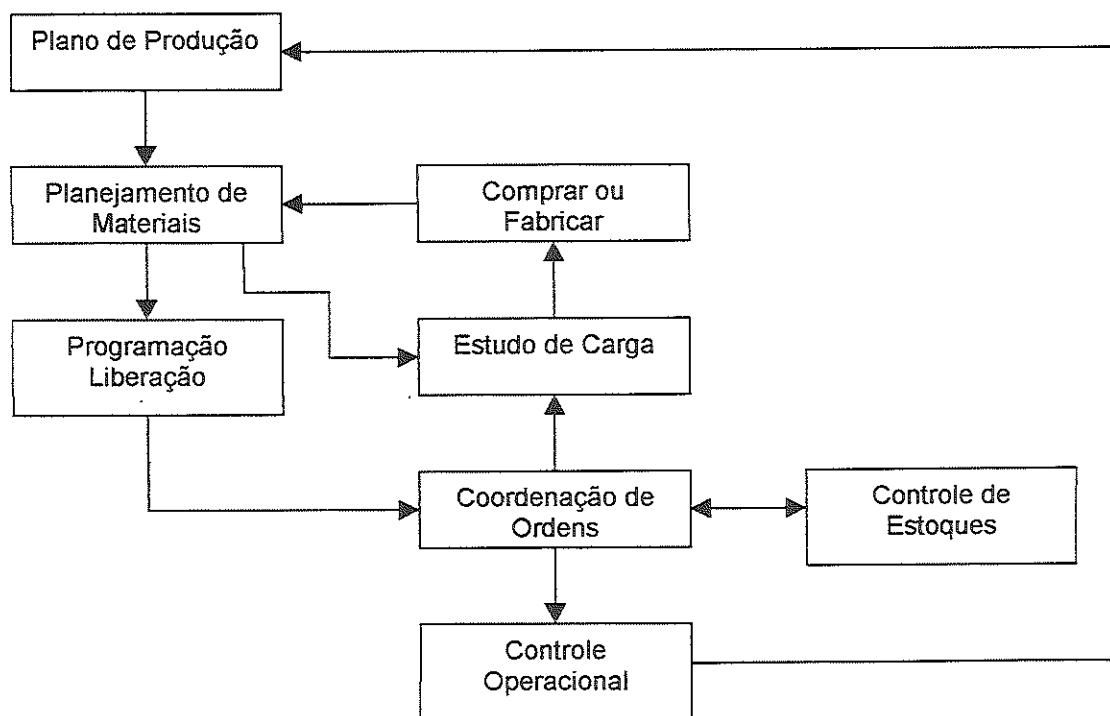 Plano de Produção
Planejamento de
Materiais
Comprar ou
Fabricar
Programação
Liberação
Estudo de Carga
Coordenação de
Ordens
Controle de
Estoques
Controle
Operacional